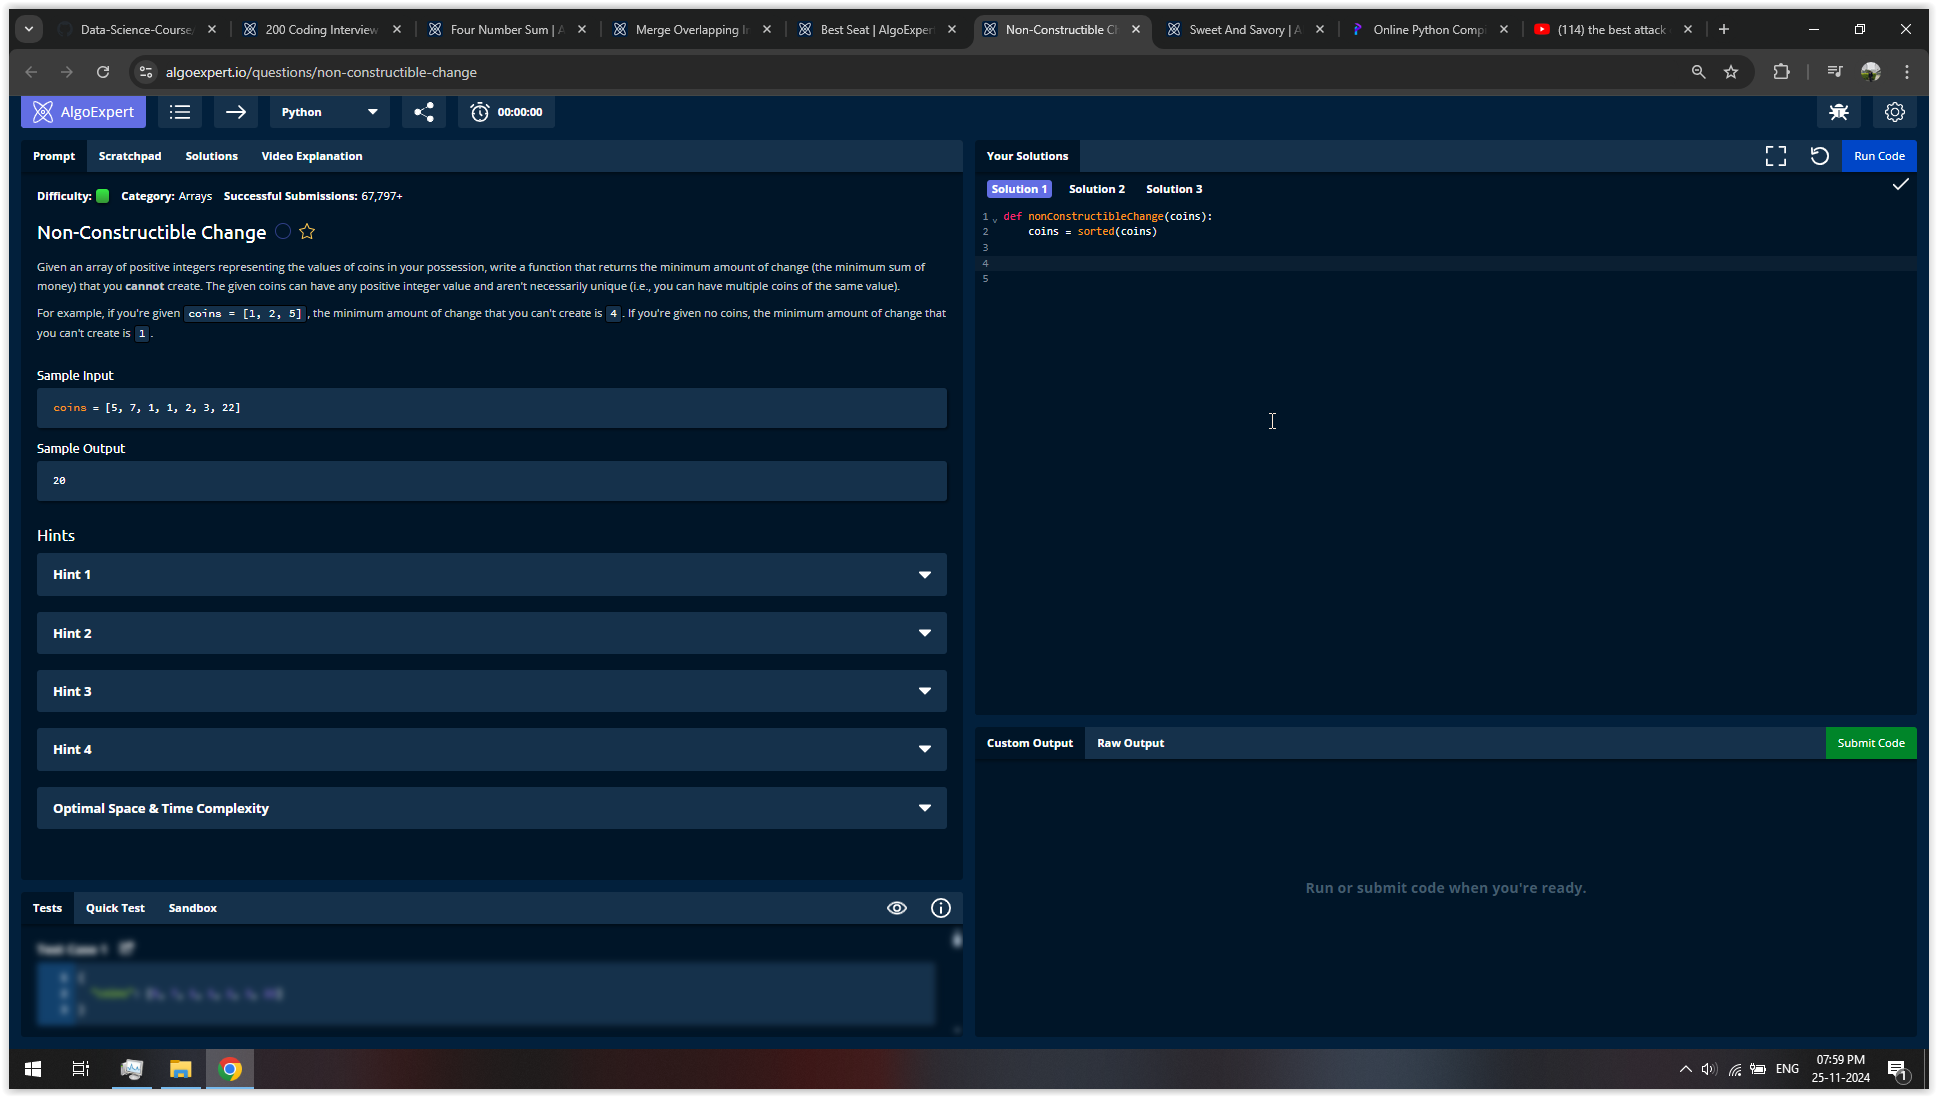 Data-Science-Course
200 Coding Interview
Four Number Sum | A
Merge Overlapping In
Best Seat | AlgoExpert
Non-Constructible Ch
Sweet And Savory | A
Online Python Compi
(114) the best attack
algoexpert.io/questions/non-constructible-change
AlgoExpert
Python
00:00:00
Prompt Scratchpad Solutions Video Explanation
Difficulty: Category: Arrays Successful Submissions: 67,797+
Non-Constructible Change
Given an array of positive integers representing the values of coins in your possession, write a function that returns the minimum amount of change (the minimum sum of
money) that you cannot create. The given coins can have any positive integer value and aren't necessarily unique (i.e., you can have multiple coins of the same value).
For example, if you're given coins = [1, 2, 5], the minimum amount of change that you can't create is 4. If you're given no coins, the minimum amount of change that
you can't create is 1.
Sample Input
coins = [5, 7, 1, 1, 2, 3, 22]
Sample Output
20
Hints
Hint 1
Hint 2
Hint 3
Hint 4
Optimal Space & Time Complexity
Tests Quick Test Sandbox
Your Solutions
Run Code
Solution 1 Solution 2 Solution 3
1 def nonConstructibleChange(coins):
2 coins = sorted(coins)
3
4
5
Custom Output Raw Output
Submit Code
Run or submit code when you're ready.
ENG
07:59 PM
25-11-2024
1